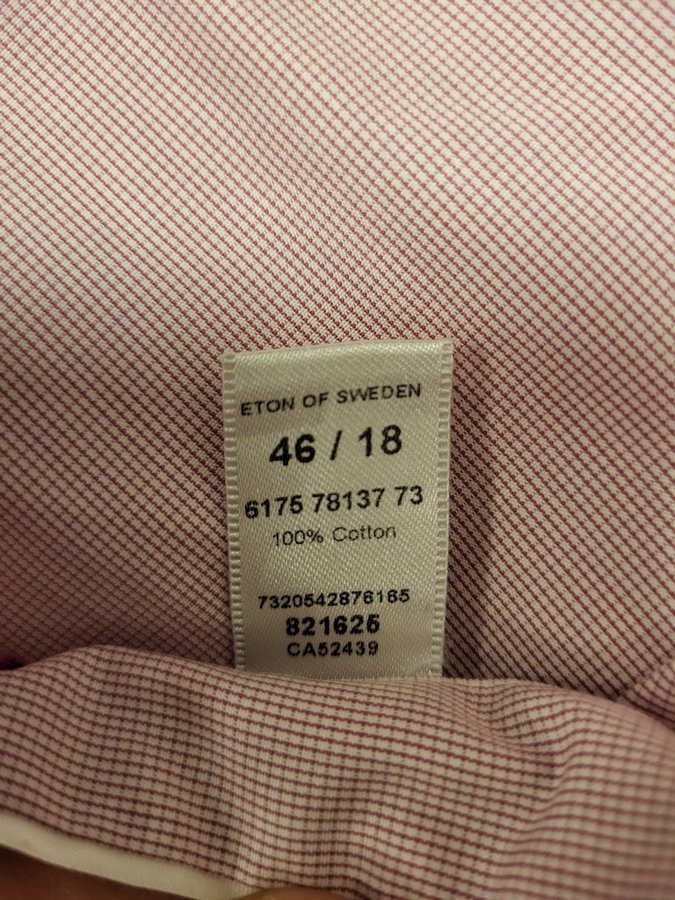 ETON OF SWEDEN
46 / 18
6175 78137 73
100% Cotton
7320542876185
821625
CA52439